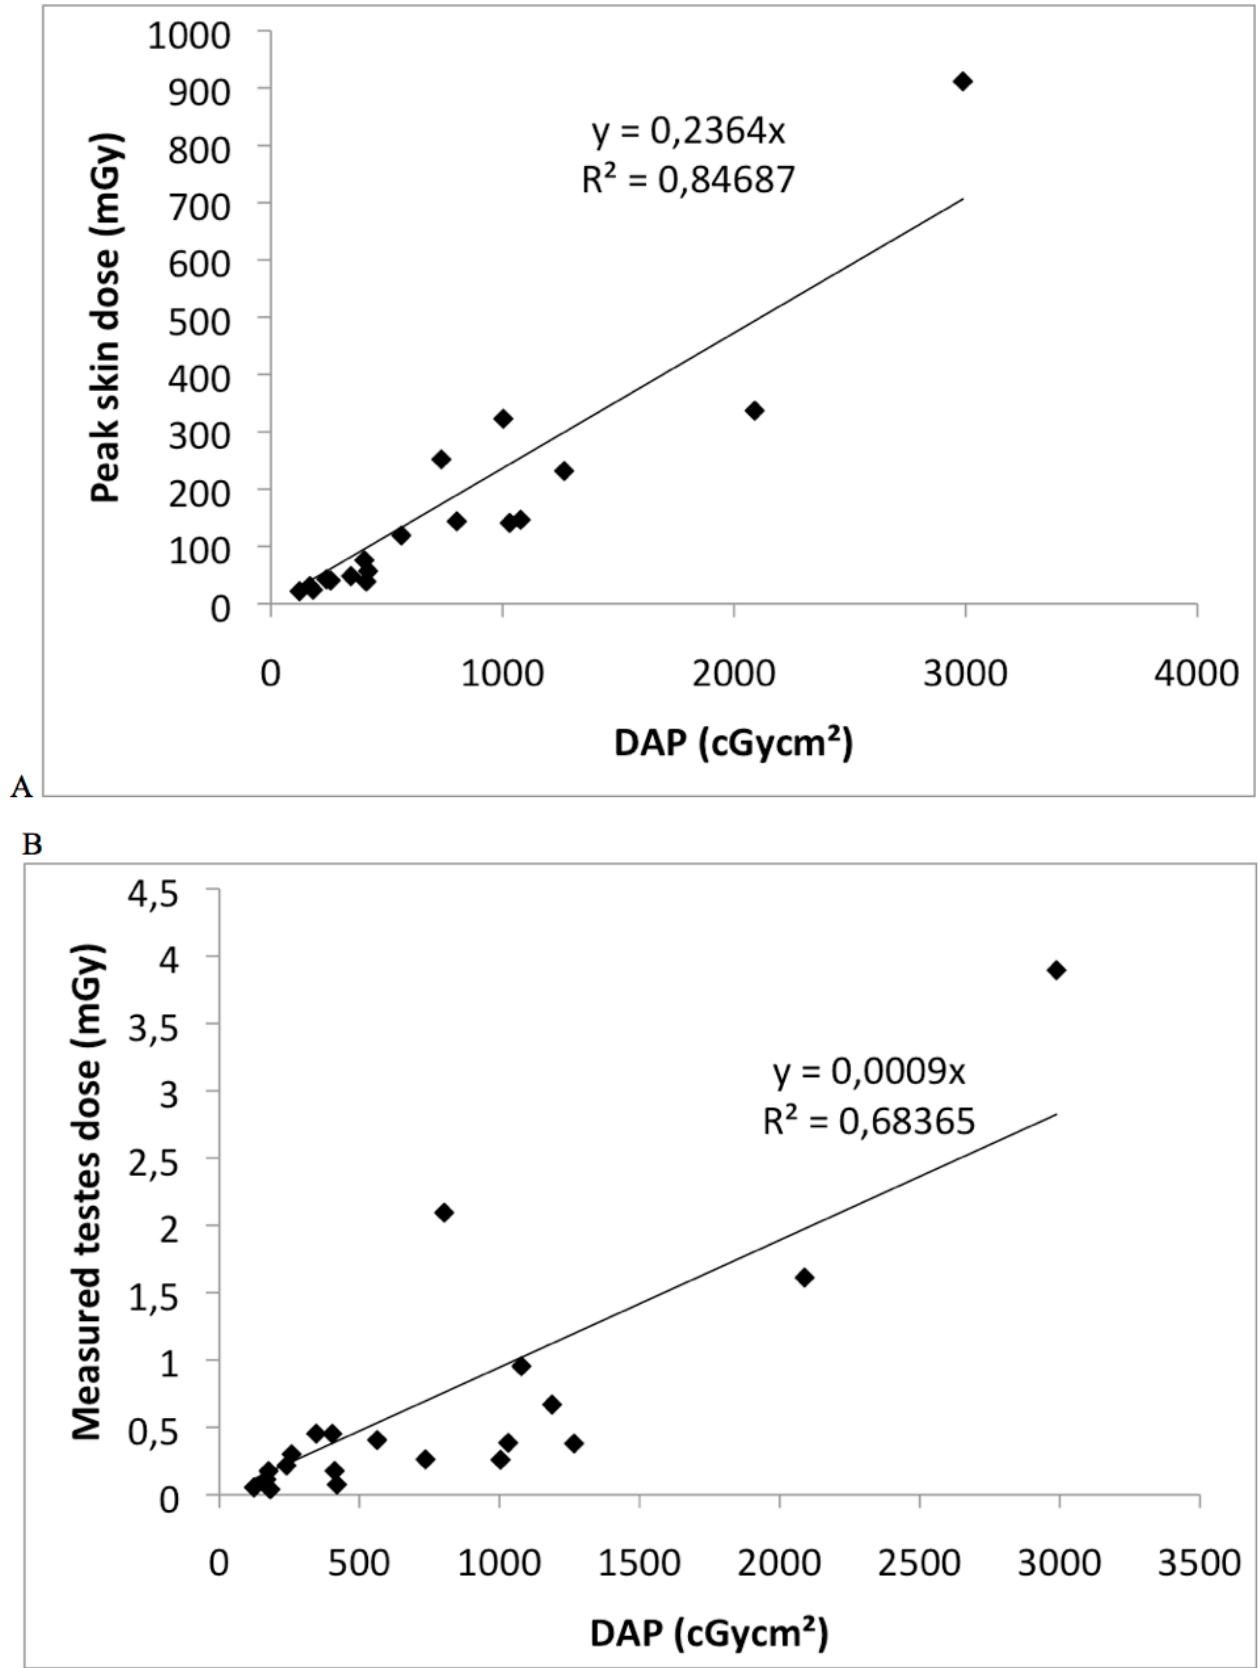 1000
900
800
700
600
500
400
300
200
100
0
Peak skin dose (mGy)
y = 0,2364x
R² = 0,84687
0 1000 2000 3000 4000
DAP (cGycm²)
A
B
4,5
4
3,5
3
2,5
2
1,5
1
0,5
0
Measured testes dose (mGy)
y = 0,0009x
R² = 0,68365
0 500 1000 1500 2000 2500 3000 3500
DAP (cGycm²)